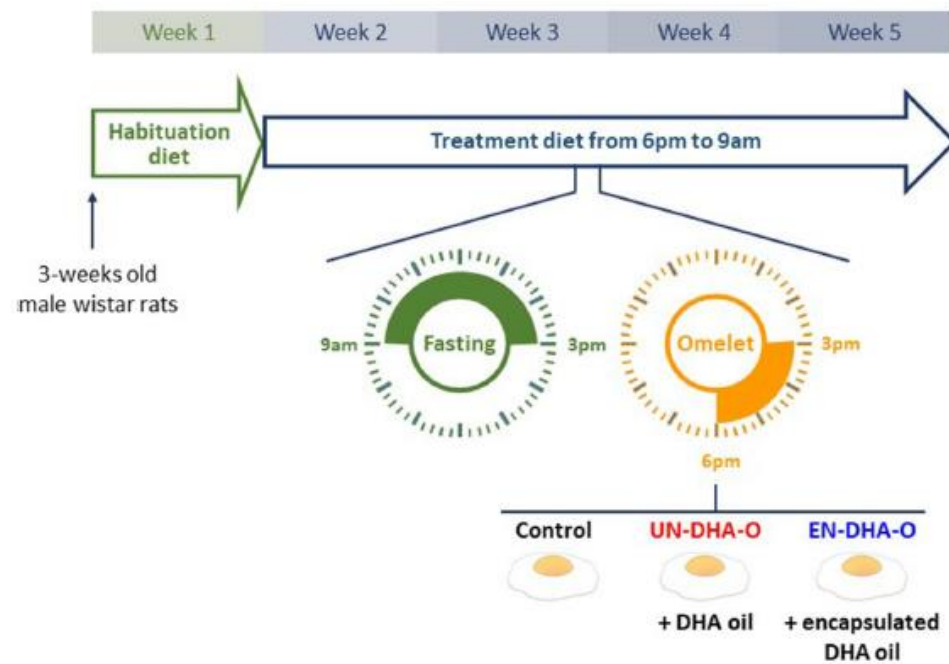 Week 1 Week 2 Week 3 Week 4 Week 5
Habituation
diet
Treatment diet from 6pm to 9am
3-weeks old
male wistar rats
9am Fasting 3pm
Omelet 3pm
6pm
Control UN-DHA-O EN-DHA-O
+ DHA oil + encapsulated
DHA oil